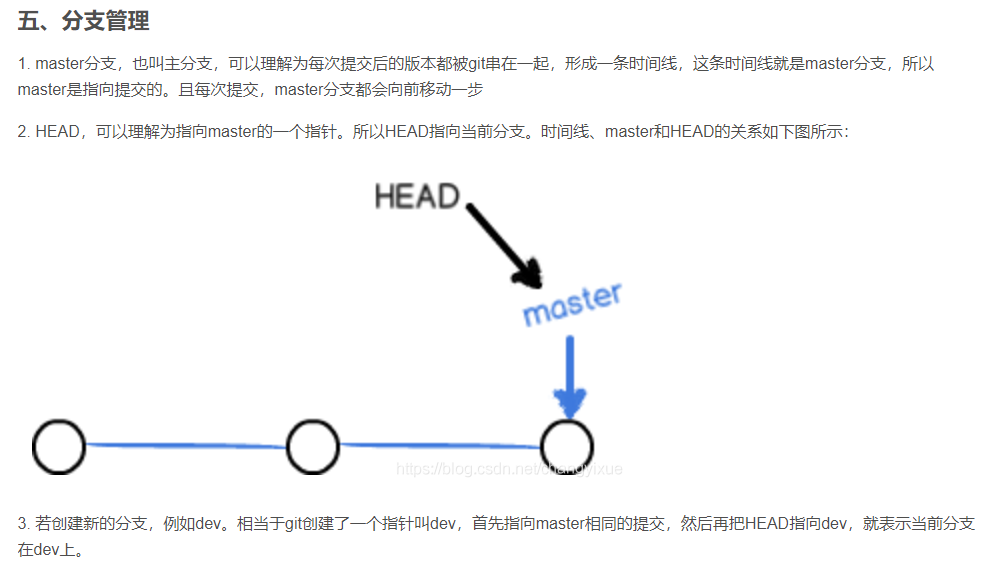 五、分支管理
1. master分支，也叫主分支，可以理解为每次提交后的版本都被git串在一起，形成一条时间线，这条时间线就是master分支，所以
master是指向提交的。且每次提交，master分支都会向前移动一步
2. HEAD，可以理解为指向master的一个指针。所以HEAD指向当前分支。时间线、master和HEAD的关系如下图所示：
HEAD
master
https://blog.csdn.net/changyixue
3. 若创建新的分支，例如dev。相当于git创建了一个指针叫dev，首先指向master相同的提交，然后再把HEAD指向dev，就表示当前分支
在dev上。